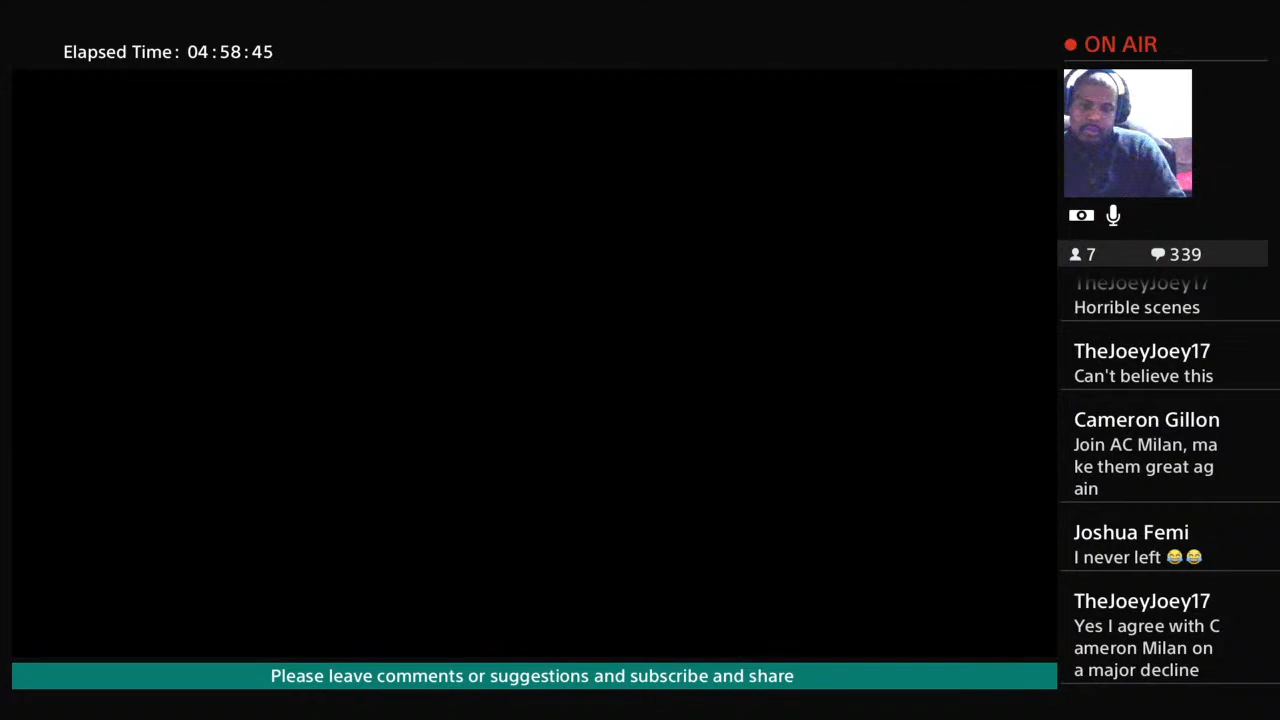 Elapsed Time: 04:58:45
ON AIR
7 339
TheJoeyJoey17
Horrible scenes
TheJoeyJoey17
Can't believe this
Cameron Gillon
Join AC Milan, ma
ke them great ag
ain
Joshua Femi
I never left 😂😂
TheJoeyJoey17
Yes I agree with C
ameron Milan on
a major decline
Please leave comments or suggestions and subscribe and share